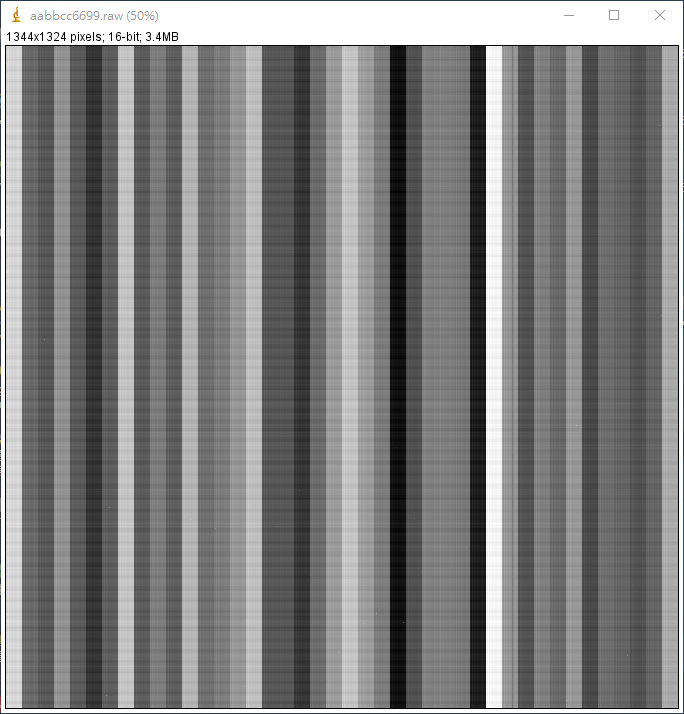 aabbcc6699.raw (50%)
1344x1324 pixels; 16-bit; 3.4MB